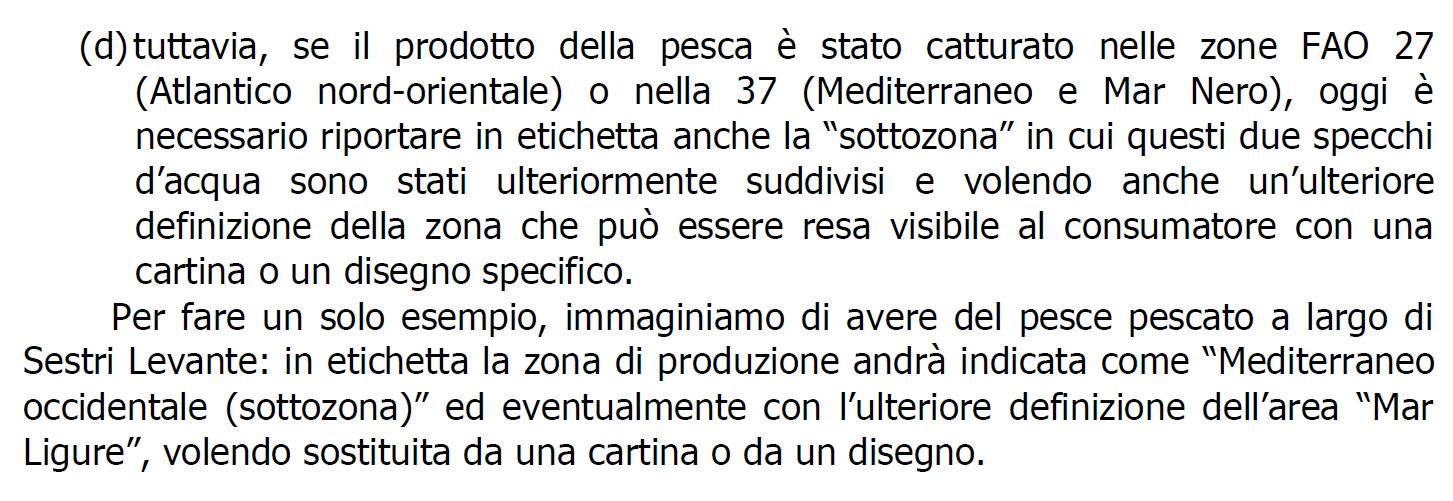 (d) tuttavia, se il prodotto della pesca è stato catturato nelle zone FAO 27
(Atlantico nord-orientale) o nella 37 (Mediterraneo e Mar Nero), oggi è
necessario riportare in etichetta anche la “sottozona” in cui questi due specchi
d’acqua sono stati ulteriormente suddivisi e volendo anche un’ulteriore
definizione della zona che può essere resa visibile al consumatore con una
cartina o un disegno specifico.
Per fare un solo esempio, immaginiamo di avere del pesce pescato a largo di
Sestri Levante: in etichetta la zona di produzione andrà indicata come “Mediterraneo
occidentale (sottozona)” ed eventualmente con l’ulteriore definizione dell’area “Mar
Ligure”, volendo sostituita da una cartina o da un disegno.